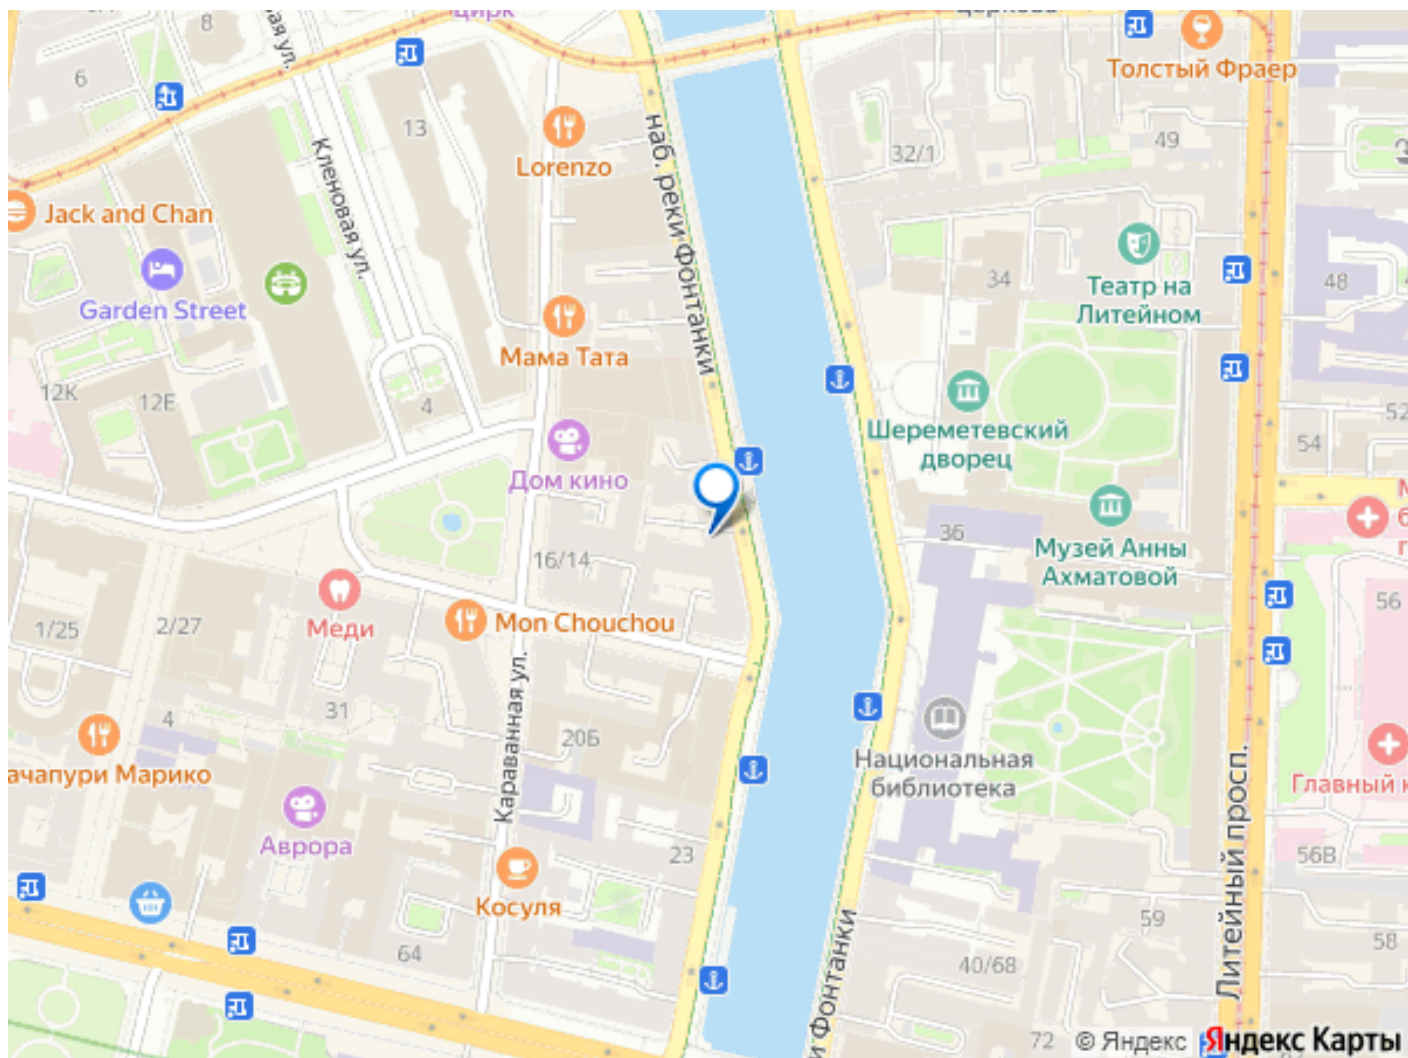 цирк
8
6
13
Кленовая ул.
наб. реки Фонтанки
Толстый Фраер
49
32/1
Lorenzo
Jack and Chan
Garden Street
Театр на
Литейном
34
48
Мама Тата
12К
12Е
4
Шереметевский
дворец
52
54
Дом кино
36
16/14
Музей Анны
Ахматовой
56
1/25
2/27
Меди
Mon Chouchou
Караванная ул.
4
31
20Б
Национальная
библиотека
Главный к
ачапури Марико
Аврора
23
56В
Литейный просп.
Косуля
59
64
40/68
58
и Фонтанки
72
© Яндекс
Яндекс Карты